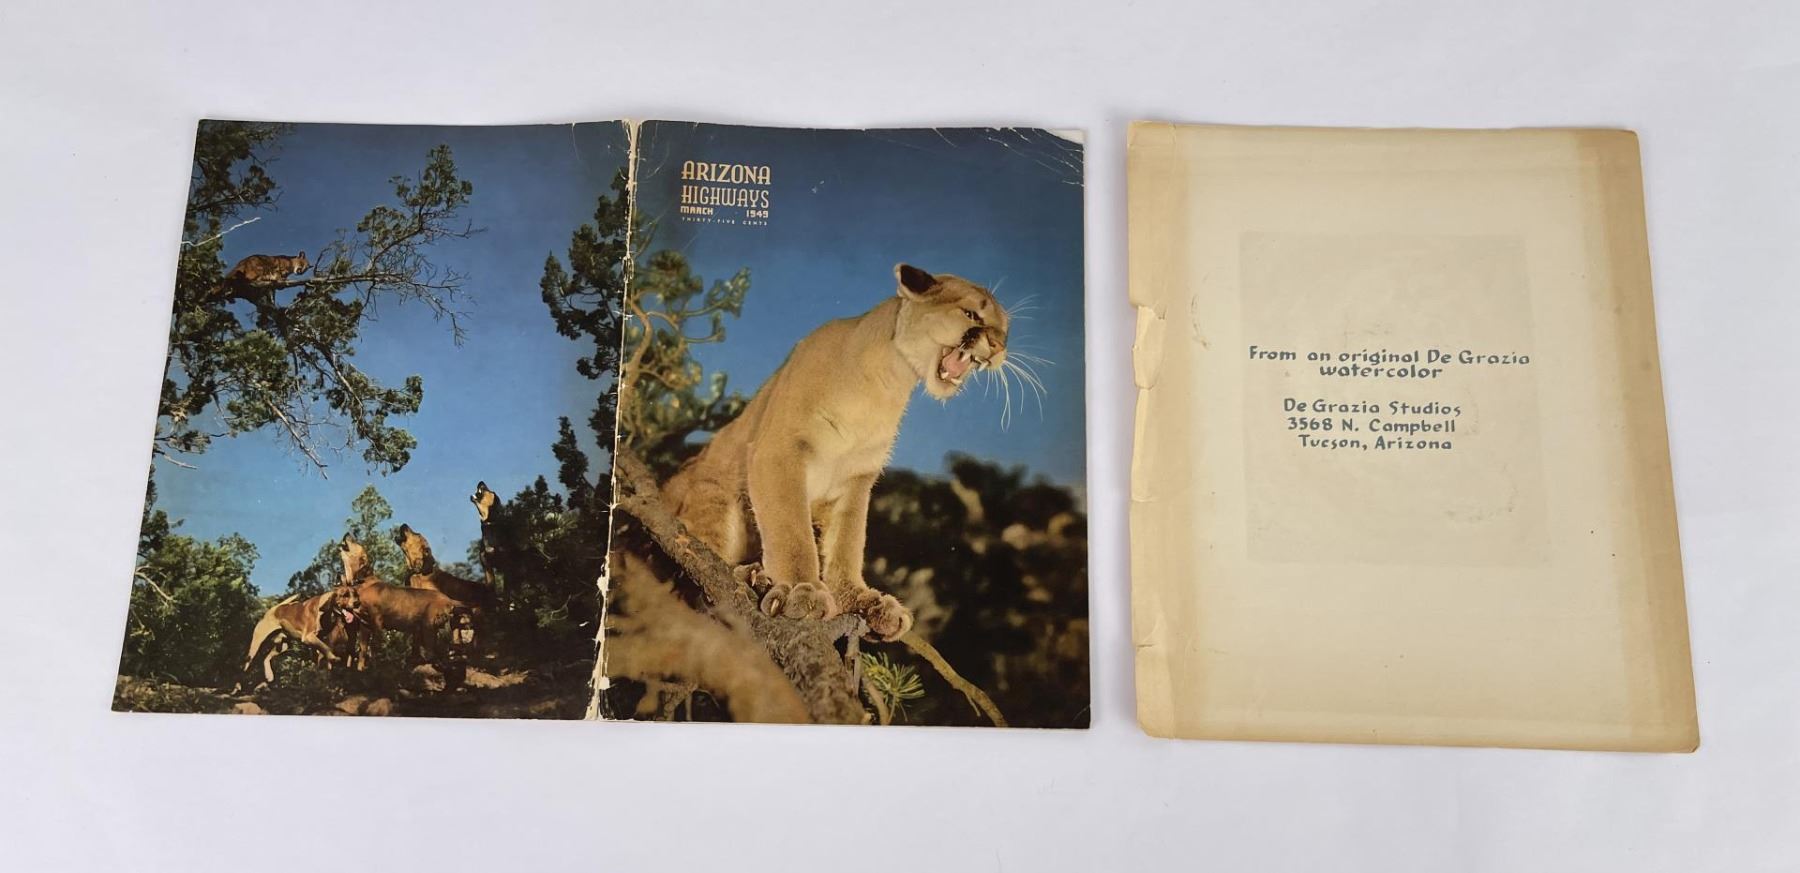 ARIZONA
HIGHWAYS
MARCH 1949
THIRTY-FIVE CENTS
From an original De Grazia
watercolor
De Grazia Studios
3568 N. Campbell
Tucson, Arizona